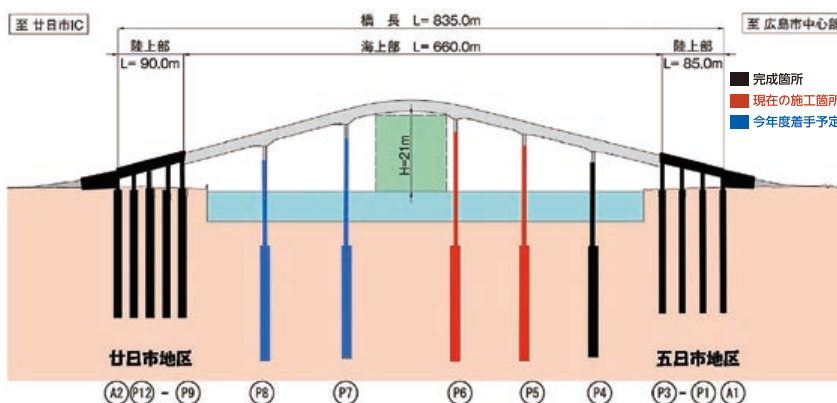 至 廿日市IC
橋 長 L= 835.0m
至 広島市中心部
陸上部
L= 90.0m
海上部 L= 660.0m
陸上部
L= 85.0m
完成箇所
現在の施工箇所
今年度着手予定
H=21m
廿日市地区
五日市地区
A2 P12 - P9 P8 P7 P6 P5 P4 P3 - P1 A1